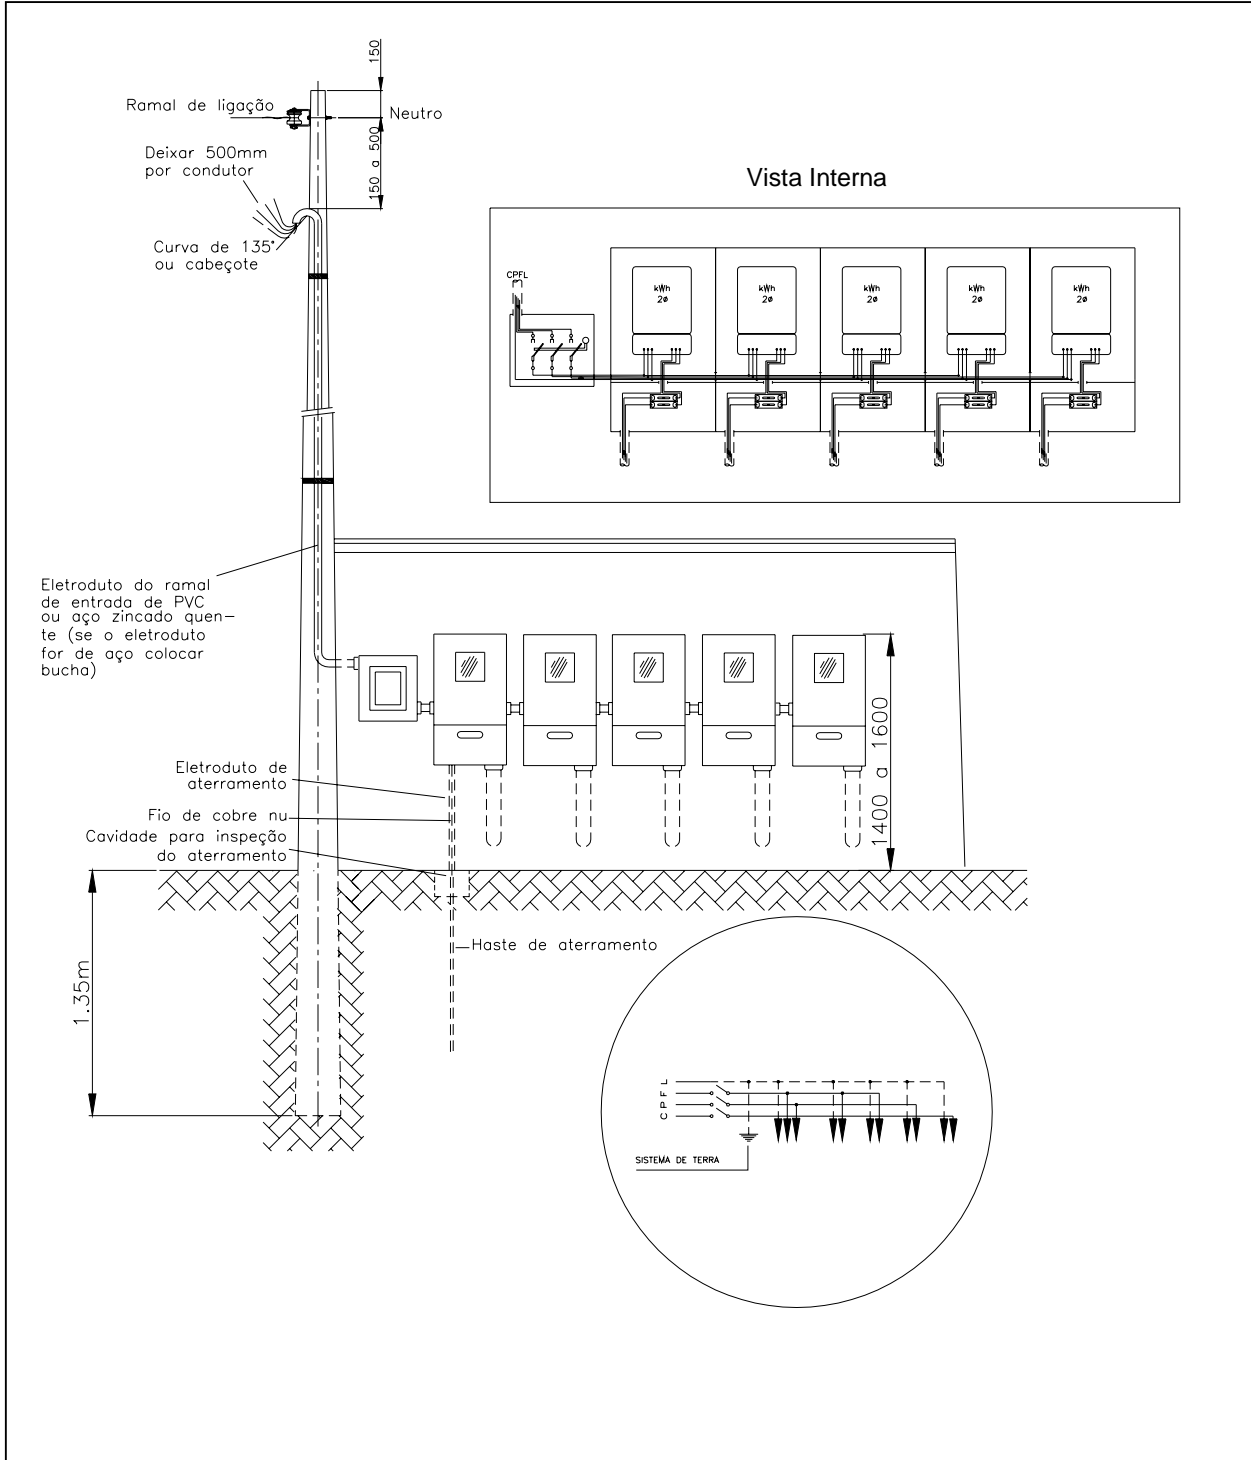 150
Ramal de ligação
Neutro
150 a 500
Deixar 500mm
por condutor
Curva de 135°
ou cabeçote
Vista Interna
CPFL
kWh
2ø
kWh
2ø
kWh
2ø
kWh
2ø
kWh
2ø
Eletroduto do ramal
de entrada de PVC
ou aço zincado quen-
te (se o eletroduto
for de aço colocar
bucha)
1400 a 1600
Eletroduto de
aterramento
Fio de cobre nu
Cavidade para inspeção
do aterramento
Haste de aterramento
1.35m
CPFL
SISTEMA DE TERRA